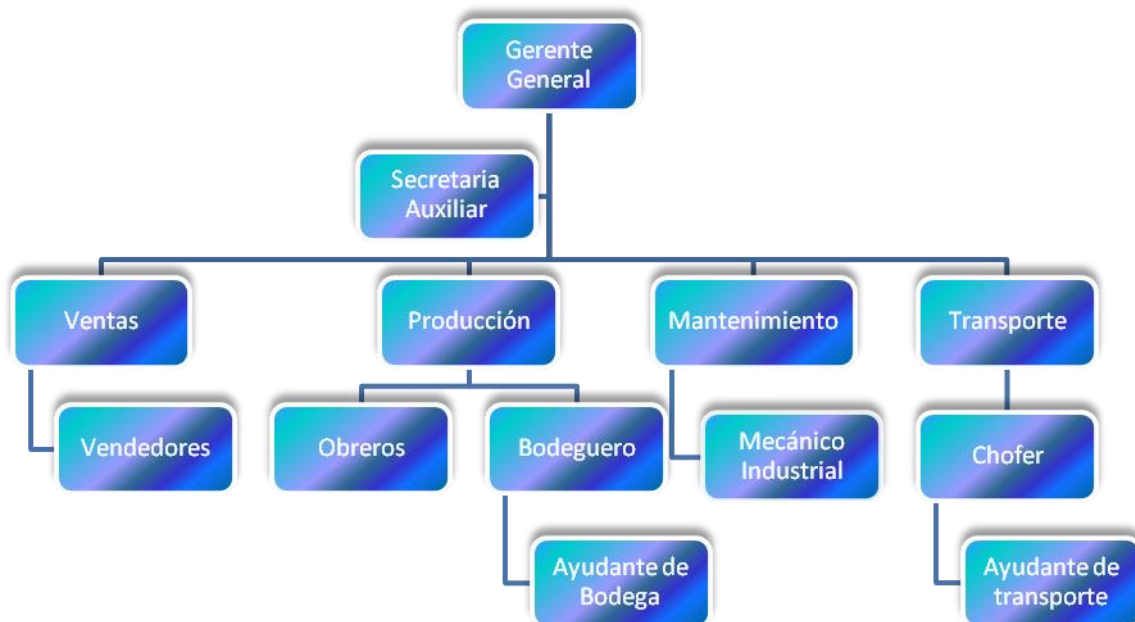 Gerente
General
Secretaria
Auxiliar
Ventas
Producción
Mantenimiento
Transporte
Vendedores
Obreros
Bodeguero
Mecánico
Industrial
Chofer
Ayudante de
Bodega
Ayudante de
transporte